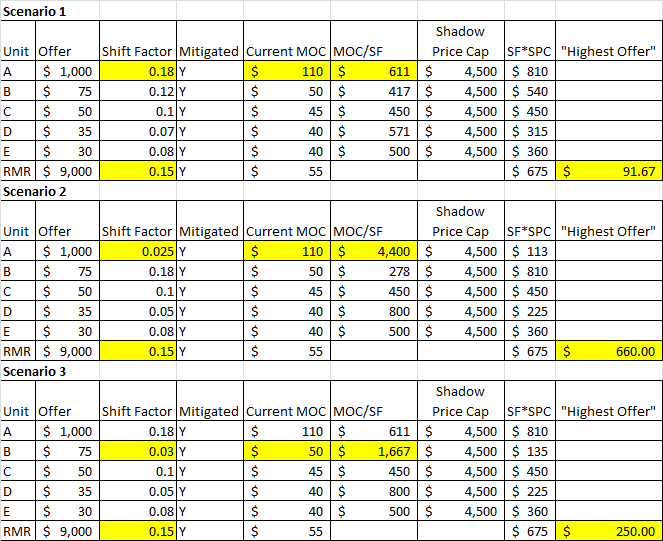 Scenario 1
Shadow
Unit Offer Shift Factor Mitigated Current MOC MOC/SF Price Cap SF*SPC "Highest Offer"
A $ 1,000 0.18 Y $ 110 $ 611 $ 4,500 $ 810
B $ 75 0.12 Y $ 50 $ 417 $ 4,500 $ 540
C $ 50 0.1 Y $ 45 $ 450 $ 4,500 $ 450
D $ 35 0.07 Y $ 40 $ 571 $ 4,500 $ 315
E $ 30 0.08 Y $ 40 $ 500 $ 4,500 $ 360
RMR $ 9,000 0.15 Y $ 55 $ 675 $ 91.67
Scenario 2
Shadow
Unit Offer Shift Factor Mitigated Current MOC MOC/SF Price Cap SF*SPC "Highest Offer"
A $ 1,000 0.025 Y $ 110 $ 4,400 $ 4,500 $ 113
B $ 75 0.18 Y $ 50 $ 278 $ 4,500 $ 810
C $ 50 0.1 Y $ 45 $ 450 $ 4,500 $ 450
D $ 35 0.05 Y $ 40 $ 800 $ 4,500 $ 225
E $ 30 0.08 Y $ 40 $ 500 $ 4,500 $ 360
RMR $ 9,000 0.15 Y $ 55 $ 675 $ 660.00
Scenario 3
Shadow
Unit Offer Shift Factor Mitigated Current MOC MOC/SF Price Cap SF*SPC "Highest Offer"
A $ 1,000 0.18 Y $ 110 $ 611 $ 4,500 $ 810
B $ 75 0.03 Y $ 50 $ 1,667 $ 4,500 $ 135
C $ 50 0.1 Y $ 45 $ 450 $ 4,500 $ 450
D $ 35 0.05 Y $ 40 $ 800 $ 4,500 $ 225
E $ 30 0.08 Y $ 40 $ 500 $ 4,500 $ 360
RMR $ 9,000 0.15 Y $ 55 $ 675 $ 250.00